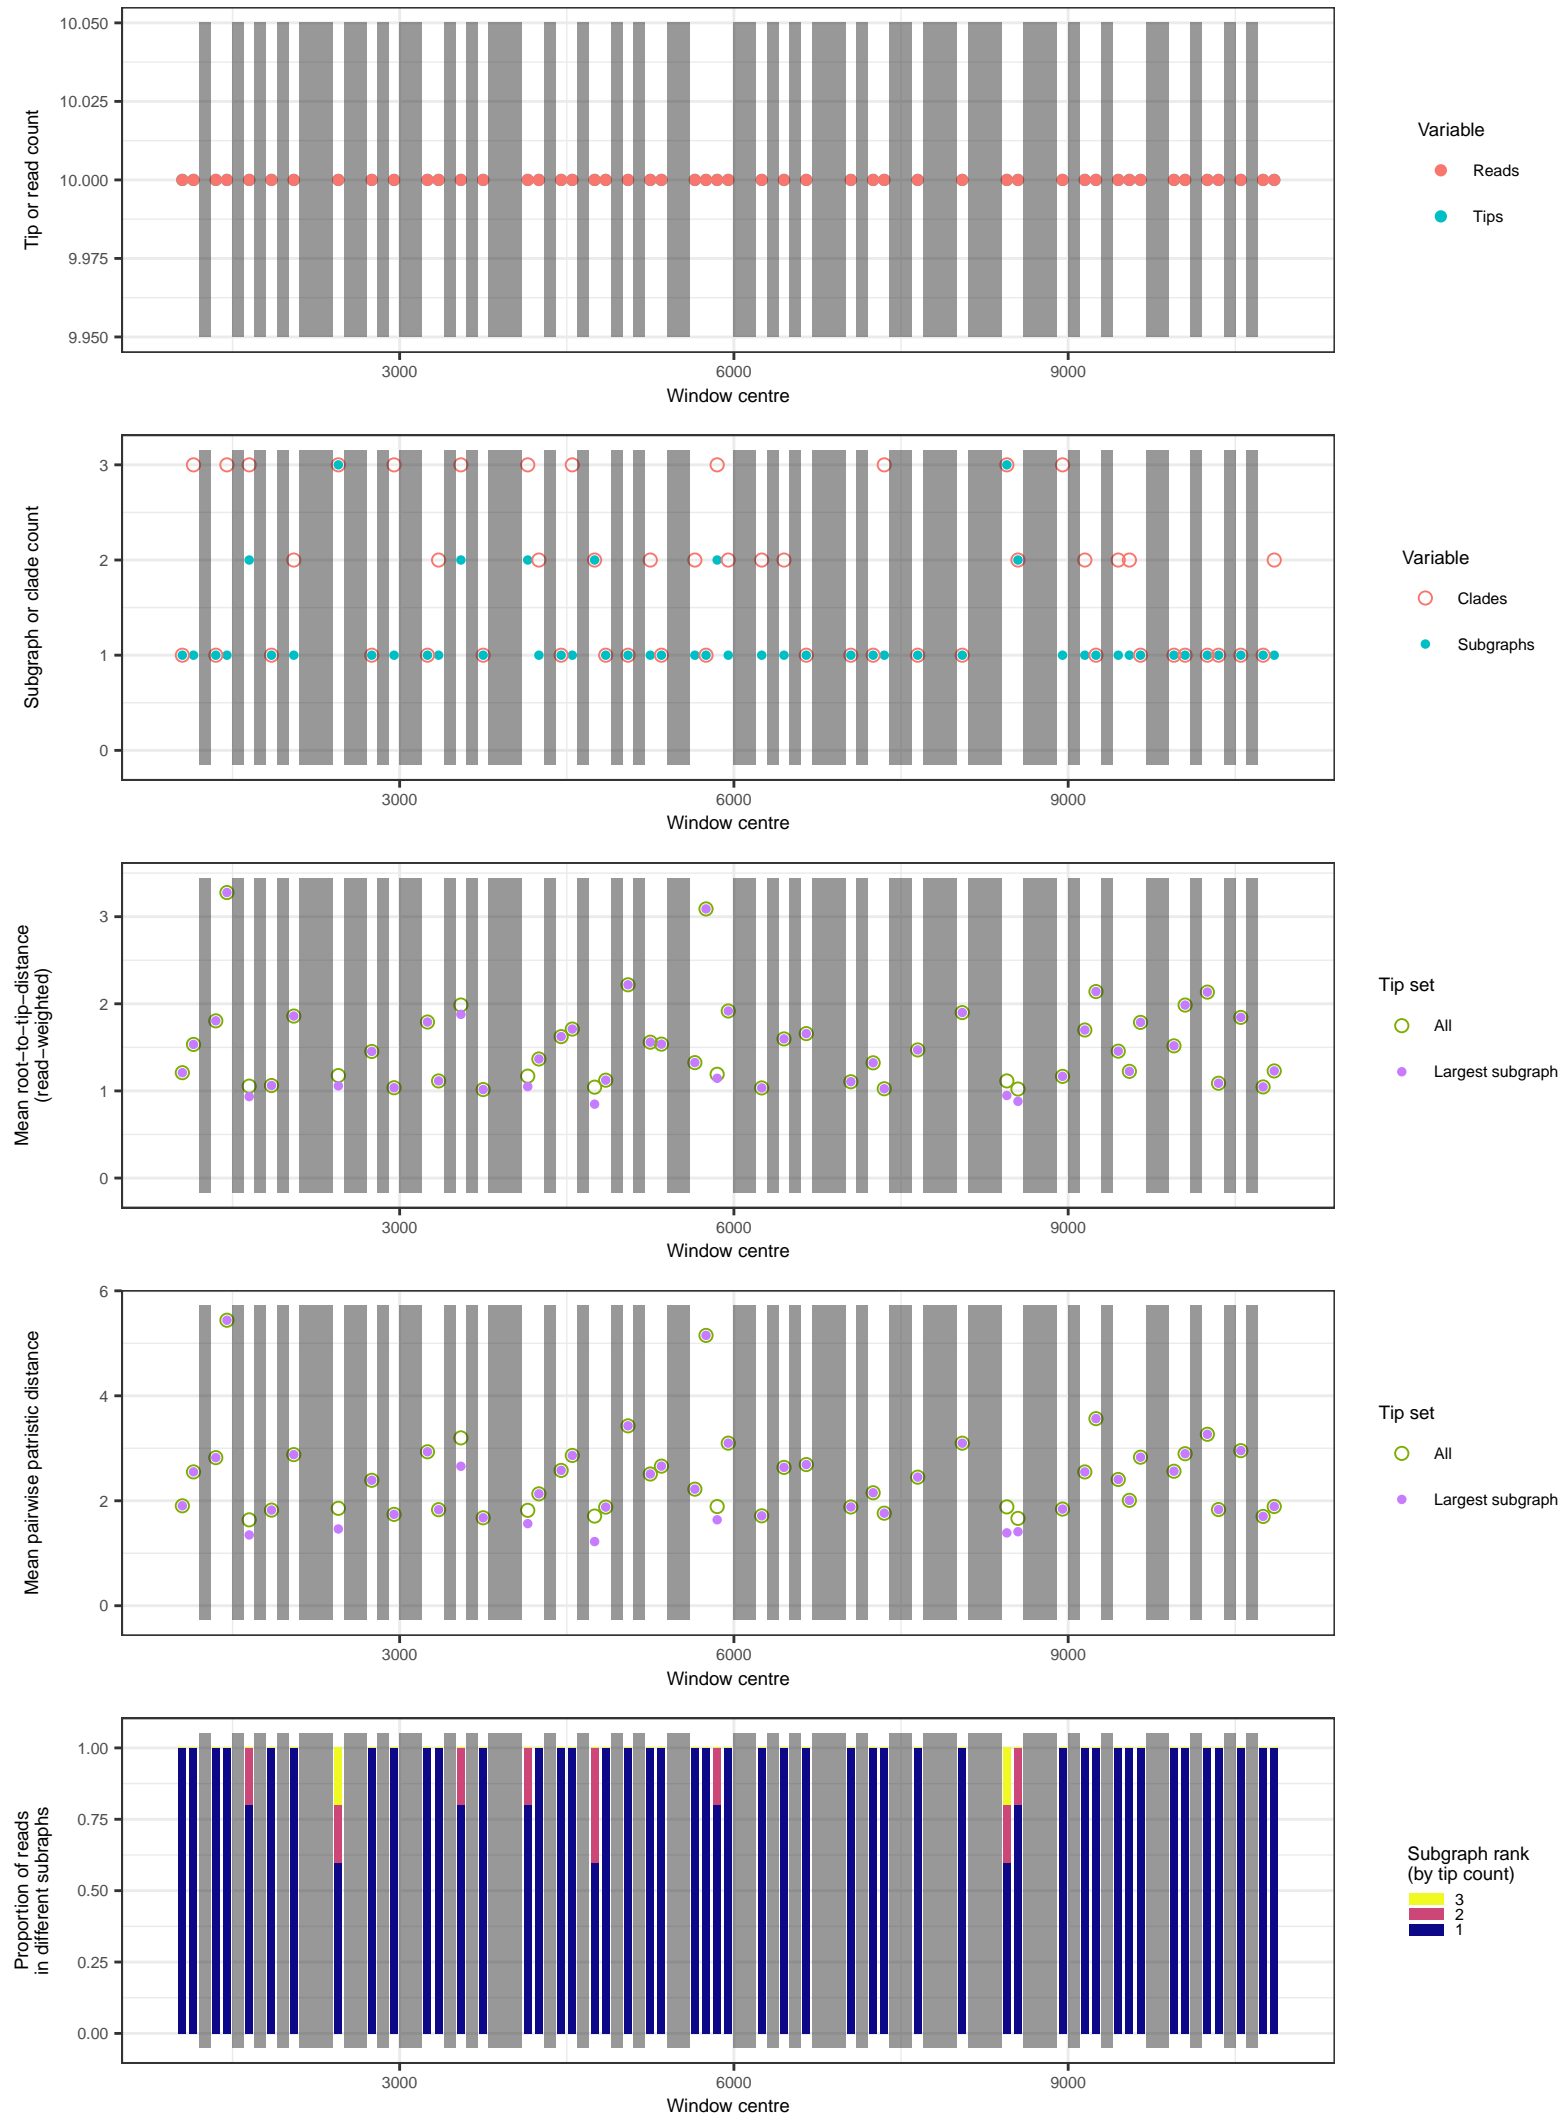 10.050
10.025
10.000
9.975
9.950
Tip or read count
3000
6000
9000
Window centre
Variable
Reads
Tips
3
2
1
0
Subgraph or clade count
3000
6000
9000
Window centre
Variable
Clades
Subgraphs
3
2
1
0
Mean root−to−tip−distance
(read−weighted)
3000
6000
9000
Window centre
Tip set
All
Largest subgraph
6
4
2
0
Mean pairwise patristic distance
3000
6000
9000
Window centre
Tip set
All
Largest subgraph
1.00
0.75
0.50
0.25
0.00
Proportion of reads
in different subraphs
3000
6000
9000
Window centre
Subgraph rank
(by tip count)
3
2
1